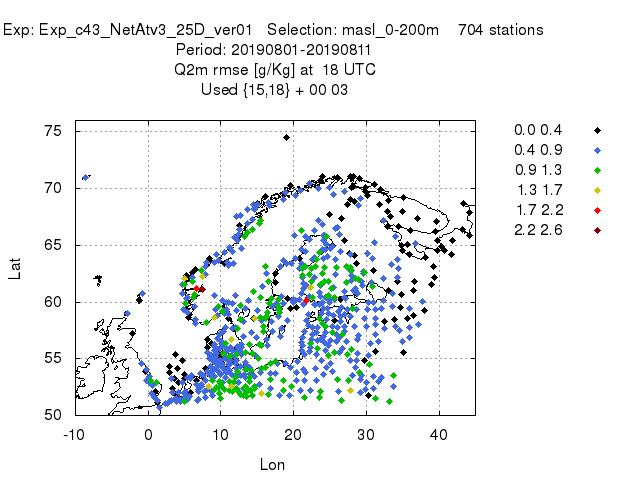 Exp: Exp_c43_NetAtv3_25D_ver01 Selection: masl_0-200m 704 stations
Period: 20190801-20190811
Q2m rmse [g/Kg] at 18 UTC
Used {15,18} + 00 03
75
70
65
60
55
50
Lat
-10 0 10 20 30 40
Lon
0.0 0.4
0.4 0.9
0.9 1.3
1.3 1.7
1.7 2.2
2.2 2.6